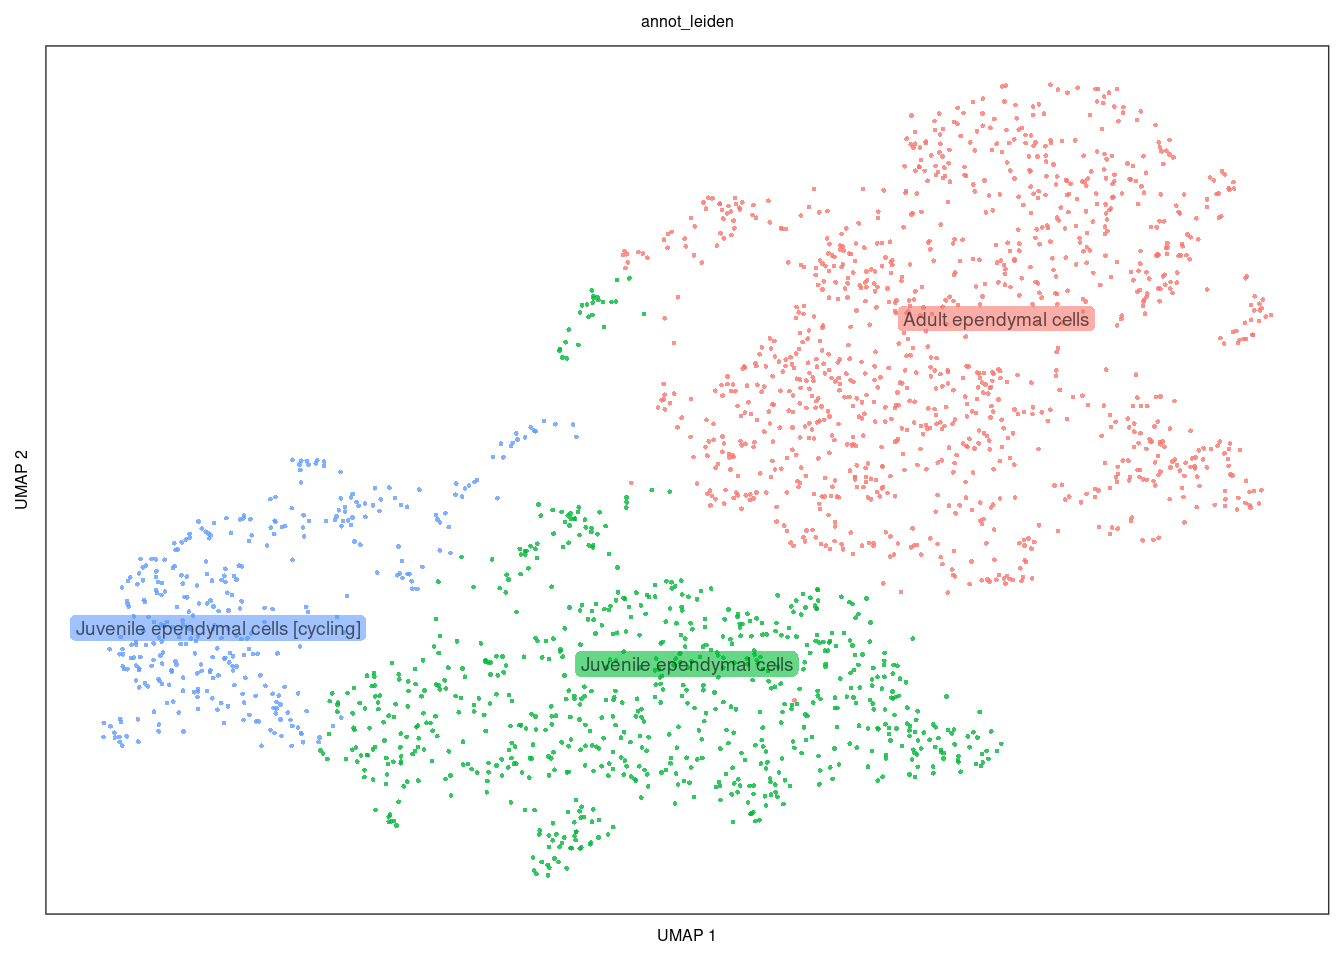 annot_leiden
Adult ependymal cells
UMAP 2
Juvenile ependymal cells [cycling]
Juvenile ependymal cells
UMAP 1